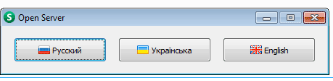 Open Server
Русский
Українська
English